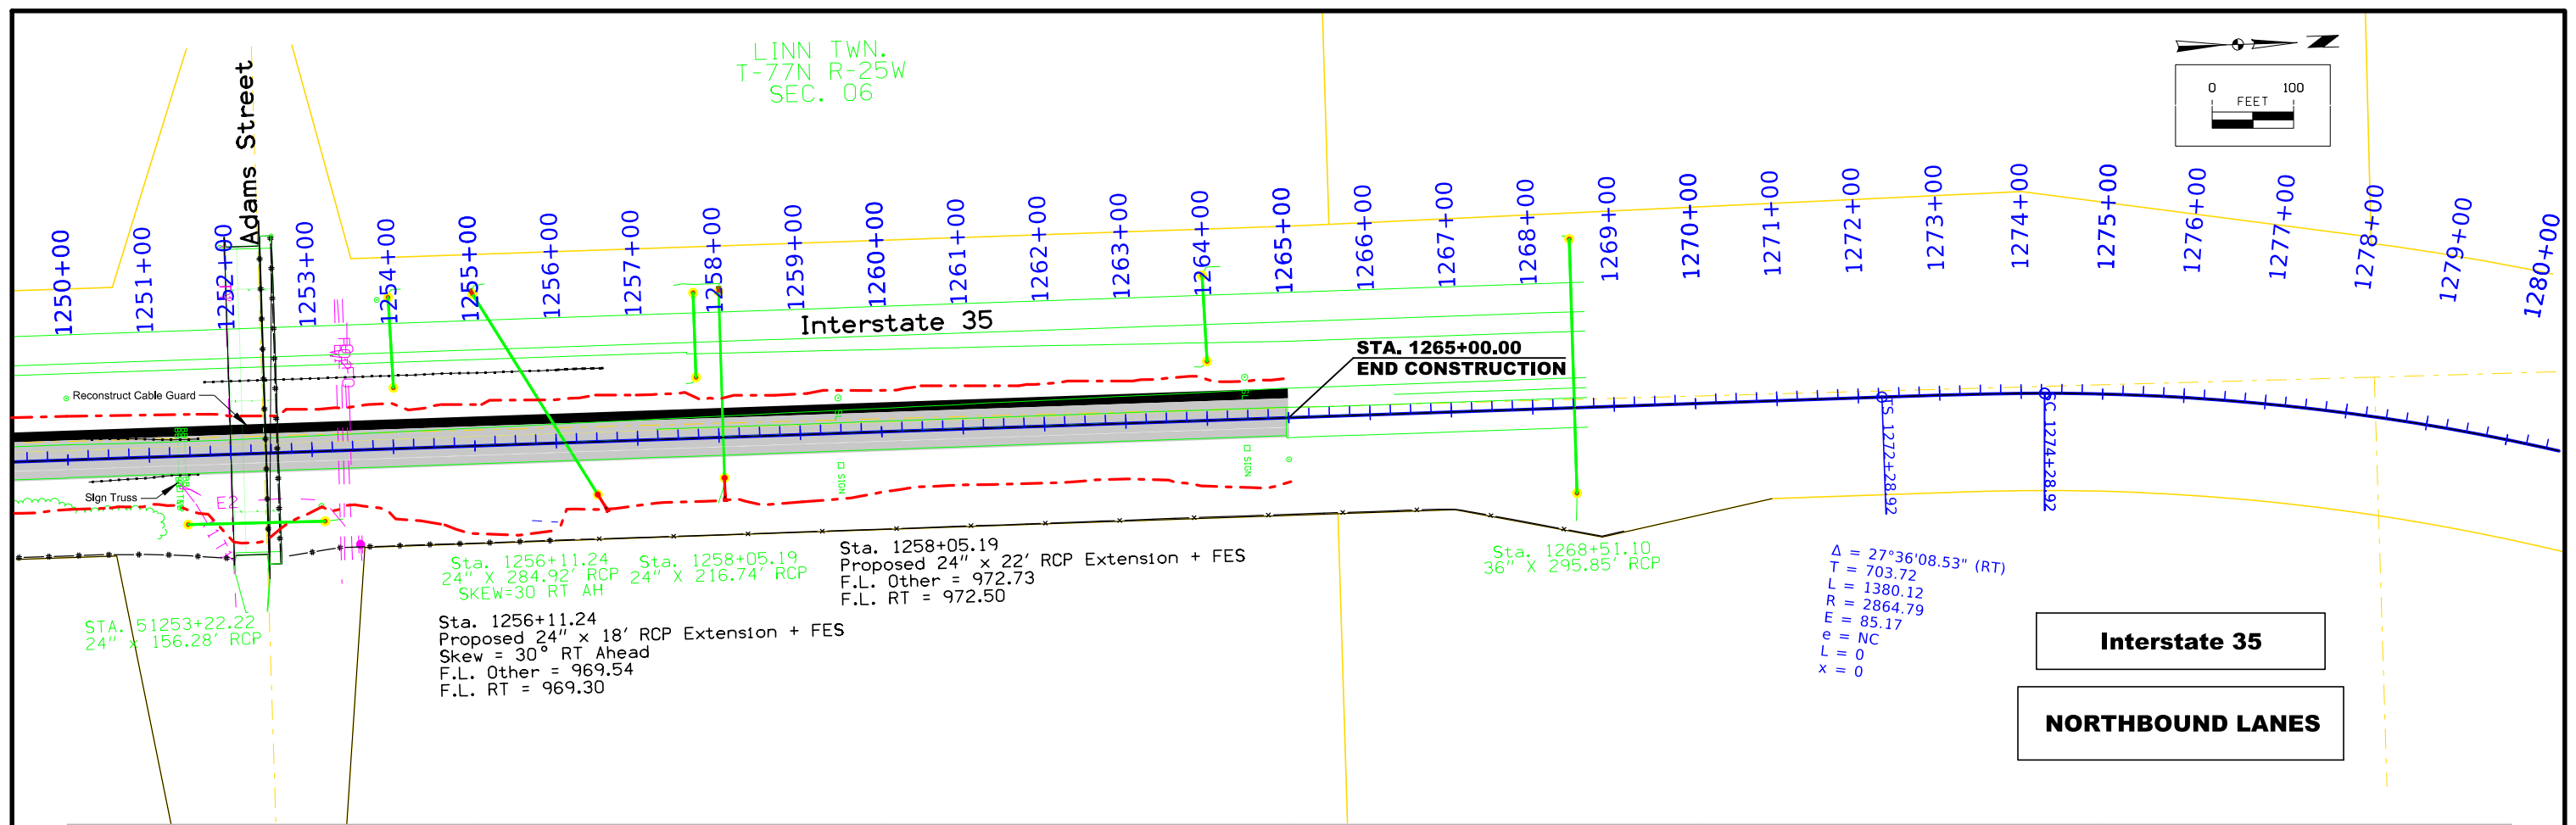 LINN TWN.
T-77N R-25W
SEC. 06
0 100
FEET
Adams Street
1250+00
1251+00
1252+00
1253+00
1254+00
1255+00
1256+00
1257+00
1258+00
1259+00
1260+00
1261+00
1262+00
1263+00
1264+00
1265+00
1266+00
1267+00
1268+00
1269+00
1270+00
1271+00
1272+00
1273+00
1274+00
1275+00
1276+00
1277+00
1278+00
1279+00
1280+00
Interstate 35
STA. 1265+00.00
END CONSTRUCTION
Reconstruct Cable Guard
Sign Truss
E2
SIGN
SIGN
TS 1272+28.92
SC 1274+28.92
Sta. 1256+11.24
24" X 284.92' RCP
SKEW=30 RT AH
Sta. 1258+05.19
24" X 216.74' RCP
Sta. 1258+05.19
Proposed 24" x 22' RCP Extension + FES
F.L. Other = 972.73
F.L. RT = 972.50
Sta. 1268+51.10
36" X 295.85' RCP
Δ = 27°36'08.53" (RT)
T = 703.72
L = 1380.12
R = 2864.79
E = 85.17
e = NC
L = 0
x = 0
STA. 51253+22.22
24" x 156.28' RCP
Sta. 1256+11.24
Proposed 24" x 18' RCP Extension + FES
Skew = 30° RT Ahead
F.L. Other = 969.54
F.L. RT = 969.30
Interstate 35
NORTHBOUND LANES